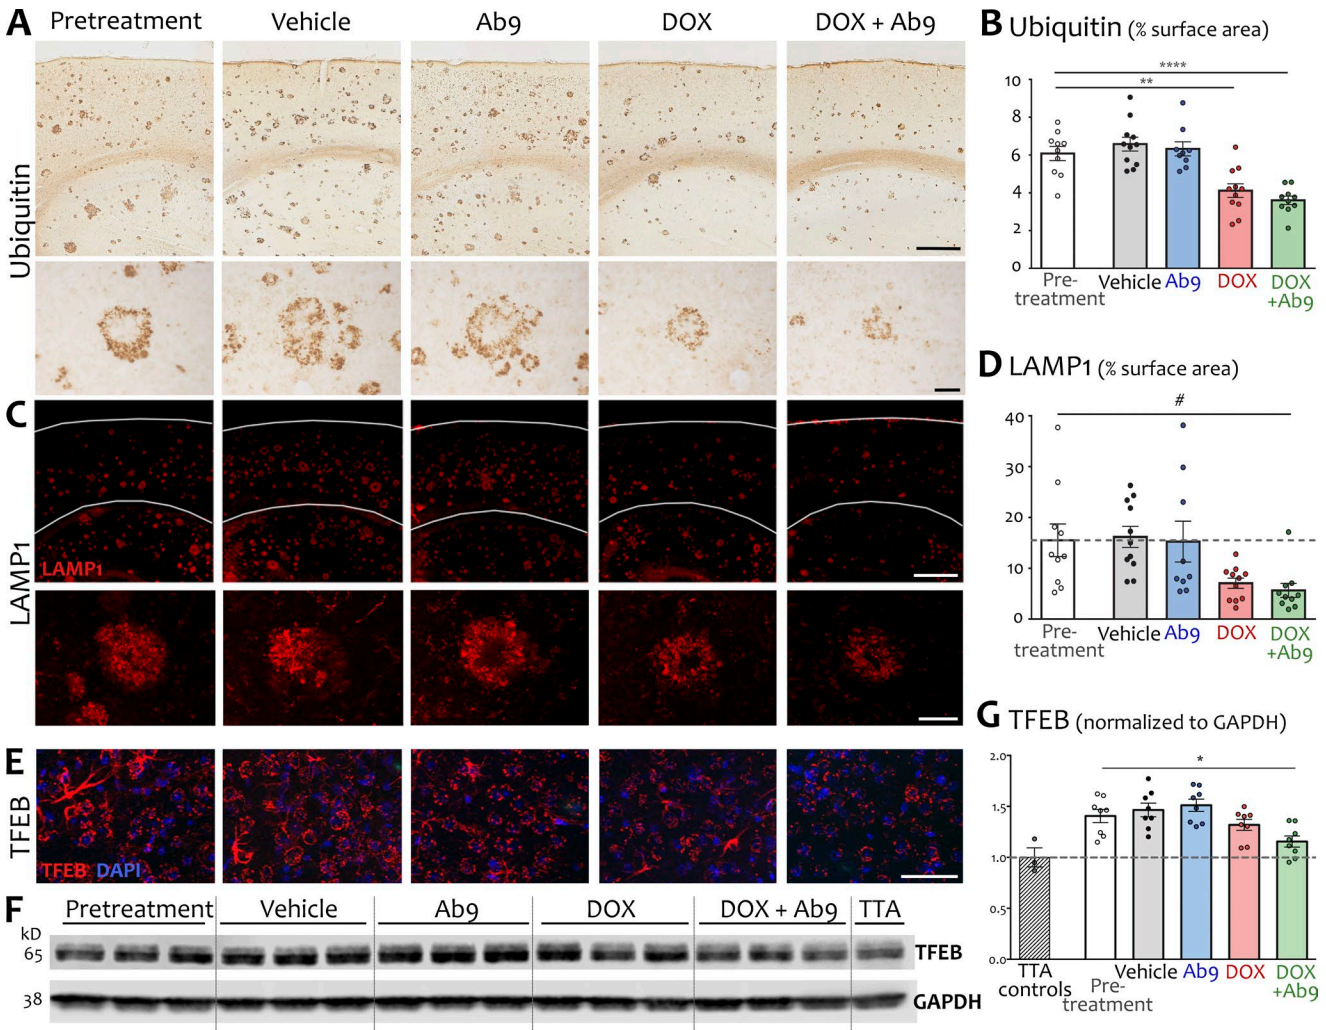 A
Pretreatment
Vehicle
Ab9
DOX
DOX + Ab9
Ubiquitin
C
LAMP1
LAMP1
E
TFEB
TFEB DAPI
F
Pretreatment
Vehicle
Ab9
DOX
DOX + Ab9
TTA
kD
65
TFEB
38
GAPDH
B Ubiquitin (% surface area)
****
**
10
8
6
4
2
0
Pre-
treatment
Vehicle
Ab9
DOX
DOX
+Ab9
D LAMP1 (% surface area)
#
40
30
20
10
0
Pre-
treatment
Vehicle
Ab9
DOX
DOX
+Ab9
G TFEB (normalized to GAPDH)
*
2.0
1.5
1.0
0.5
0.0
TTA
controls
Pre-
treatment
Vehicle
Ab9
DOX
DOX
+Ab9